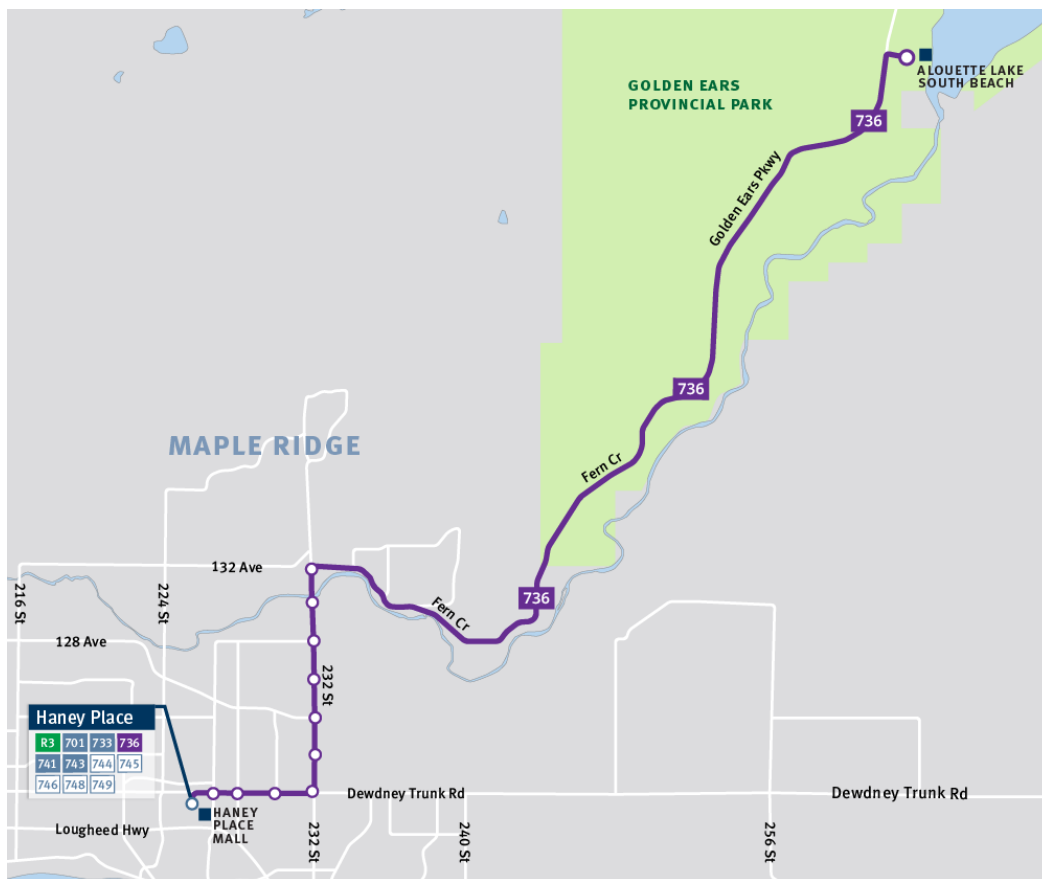 GOLDEN EARS
PROVINCIAL PARK
ALOUETTE LAKE
SOUTH BEACH
736
Golden Ears Pkwy
736
MAPLE RIDGE
Fern Cr
132 Ave
216 St
224 St
736
Fern Cr
128 Ave
232 St
Haney Place
R3 701 733 736
741 743 744 745
746 748 749
Dewdney Trunk Rd
Dewdney Trunk Rd
HANEY
PLACE
MALL
Lougheed Hwy
232 St
240 St
256 St